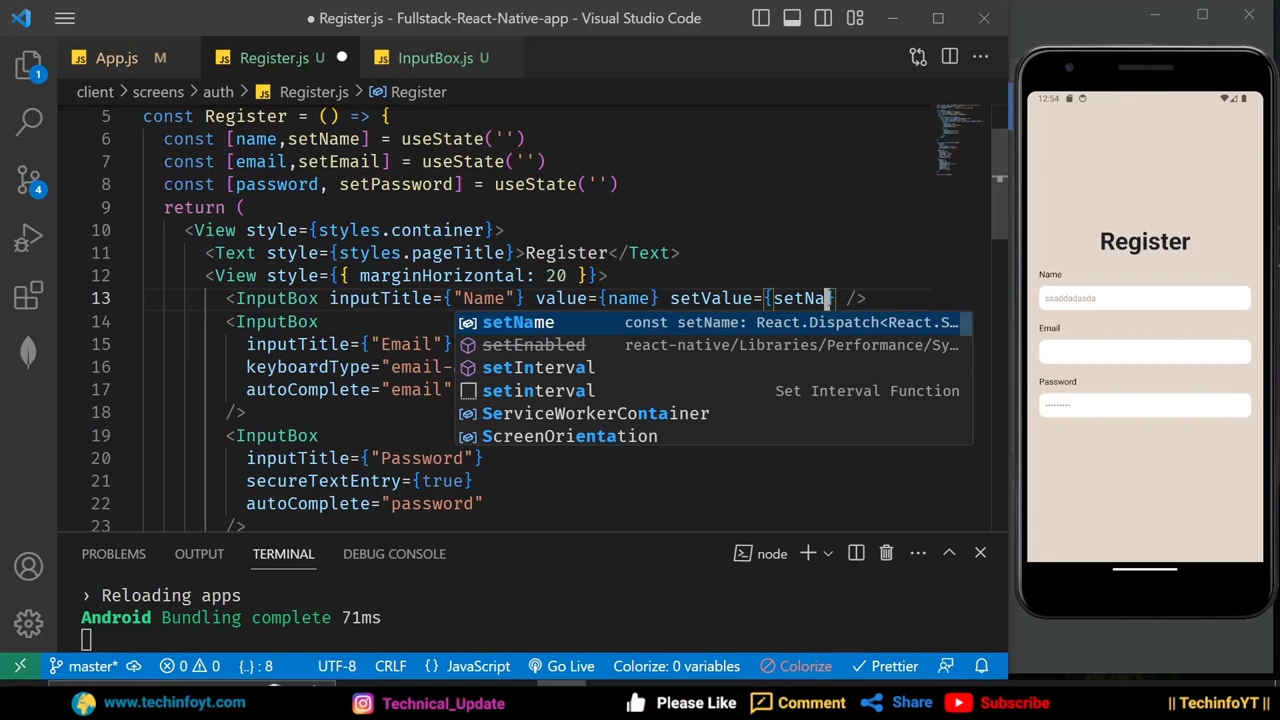 ● Register.js - Fullstack-React-Native-app - Visual Studio Code
JS App.js M
JS Register.js U ●
JS InputBox.js U
client > screens > auth > JS Register.js > Register
5 const Register = () => {
6 const [name,setName] = useState('')
7 const [email,setEmail] = useState('')
8 const [password, setPassword] = useState('')
9 return (
10 <View style={styles.container}>
11 <Text style={styles.pageTitle}>Register</Text>
12 <View style={{ marginHorizontal: 20 }}>
13 <InputBox inputTitle={"Name"} value={name} setValue={setNa} />
14 <InputBox
15 inputTitle={"Email"}
16 keyboardType="email-
17 autoComplete="email"
18 />
19 <InputBox
20 inputTitle={"Password"}
21 secureTextEntry={true}
22 autoComplete="password"
23 />
setName const setName: React.Dispatch<React.S…
setEnabled react-native/Libraries/Performance/Sy…
setInterval
setinterval Set Interval Function
ServiceWorkerContainer
ScreenOrientation
1
4
PROBLEMS OUTPUT TERMINAL DEBUG CONSOLE
node
› Reloading apps
Android Bundling complete 71ms
master* 0 0 {..} : 8 UTF-8 CRLF {} JavaScript Go Live Colorize: 0 variables Colorize Prettier
12:54
Register
Name
ssaddadasda
Email
Password
•••••••••
www.techinfoyt.com Technical_Update Please Like Comment Share Subscribe || TechinfoYT ||